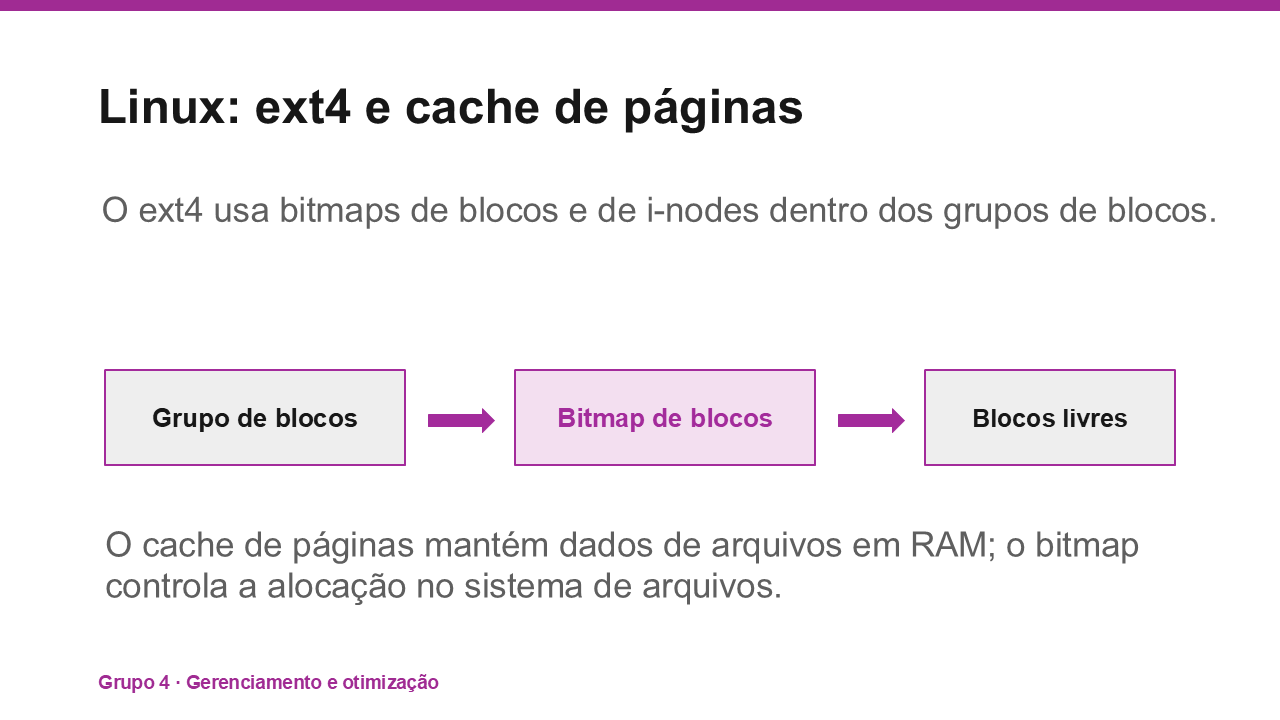 Linux: ext4 e cache de páginas
O ext4 usa bitmaps de blocos e de i-nodes dentro dos grupos de blocos.
Grupo de blocos
Bitmap de blocos
Blocos livres
O cache de páginas mantém dados de arquivos em RAM; o bitmap
controla a alocação no sistema de arquivos.
Grupo 4 · Gerenciamento e otimização